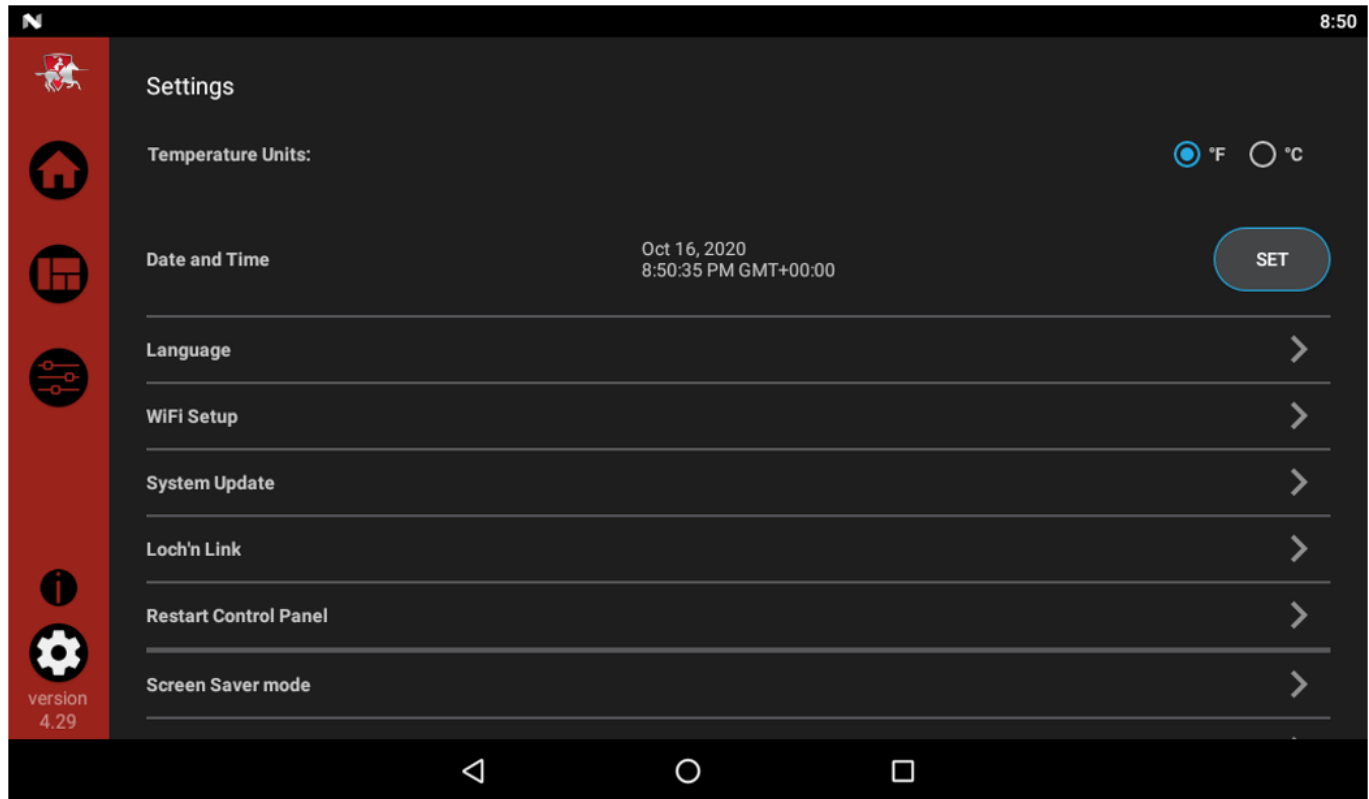 8:50
Settings
Temperature Units:
°F
°C
Date and Time
Oct 16, 2020
8:50:35 PM GMT+00:00
SET
Language
WiFi Setup
System Update
Loch'n Link
Restart Control Panel
Screen Saver mode
version
4.29